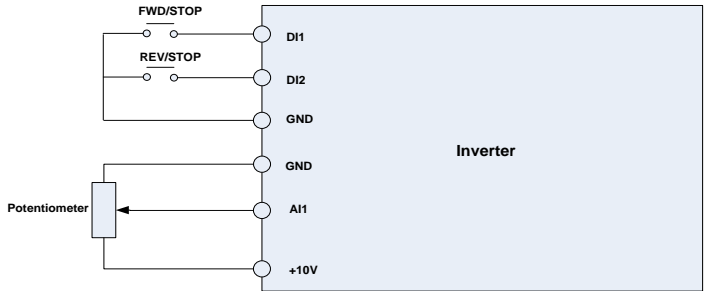 FWD/STOP
DI1
REV/STOP
DI2
GND
Inverter
GND
Potentiometer
AI1
+10V